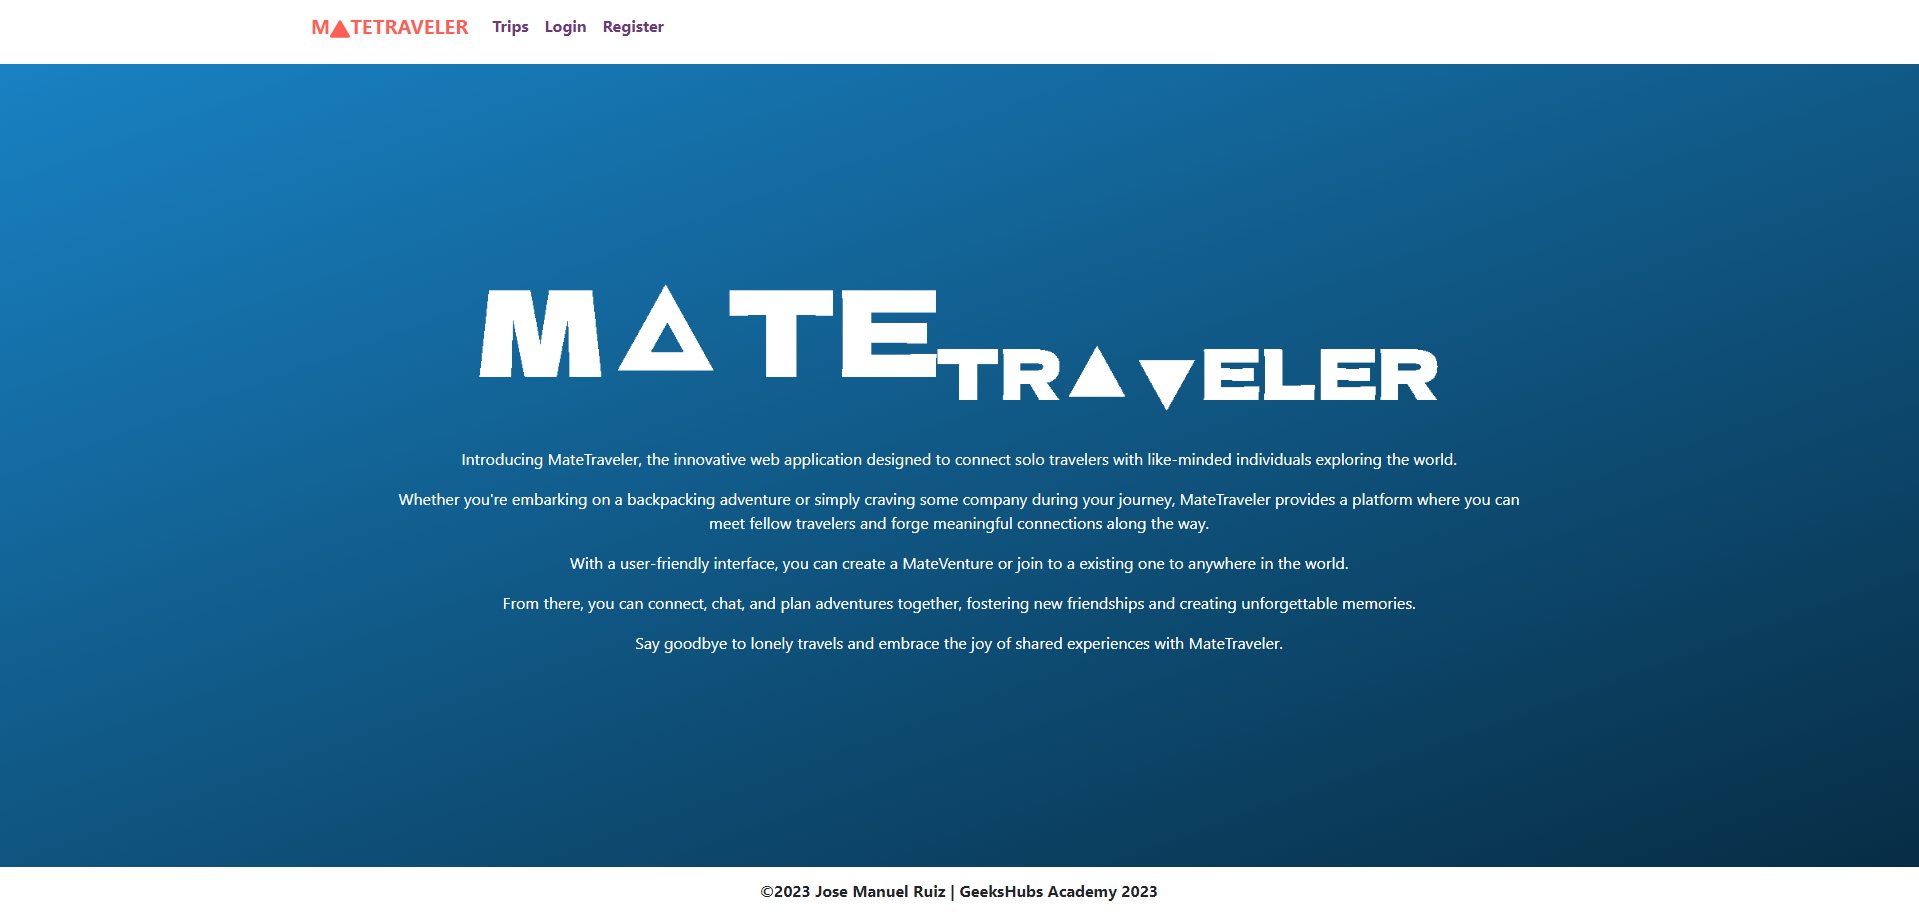 M▲TETRAVELER Trips Login Register
M△TETR▲▼ELER
Introducing MateTraveler, the innovative web application designed to connect solo travelers with like-minded individuals exploring the world.
Whether you're embarking on a backpacking adventure or simply craving some company during your journey, MateTraveler provides a platform where you can
meet fellow travelers and forge meaningful connections along the way.
With a user-friendly interface, you can create a MateVenture or join to a existing one to anywhere in the world.
From there, you can connect, chat, and plan adventures together, fostering new friendships and creating unforgettable memories.
Say goodbye to lonely travels and embrace the joy of shared experiences with MateTraveler.
©2023 Jose Manuel Ruiz | GeeksHubs Academy 2023